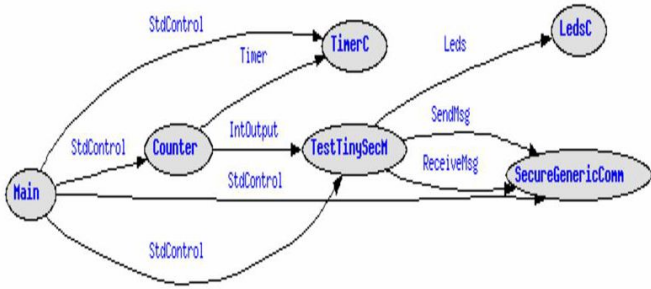 StdControl
LedsC
Leds
TimerC
Timer
SendMsg
IntOutput
Counter
TestTinySecM
StdControl
ReceiveMsg
SecureGenericComm
StdControl
Main
StdControl